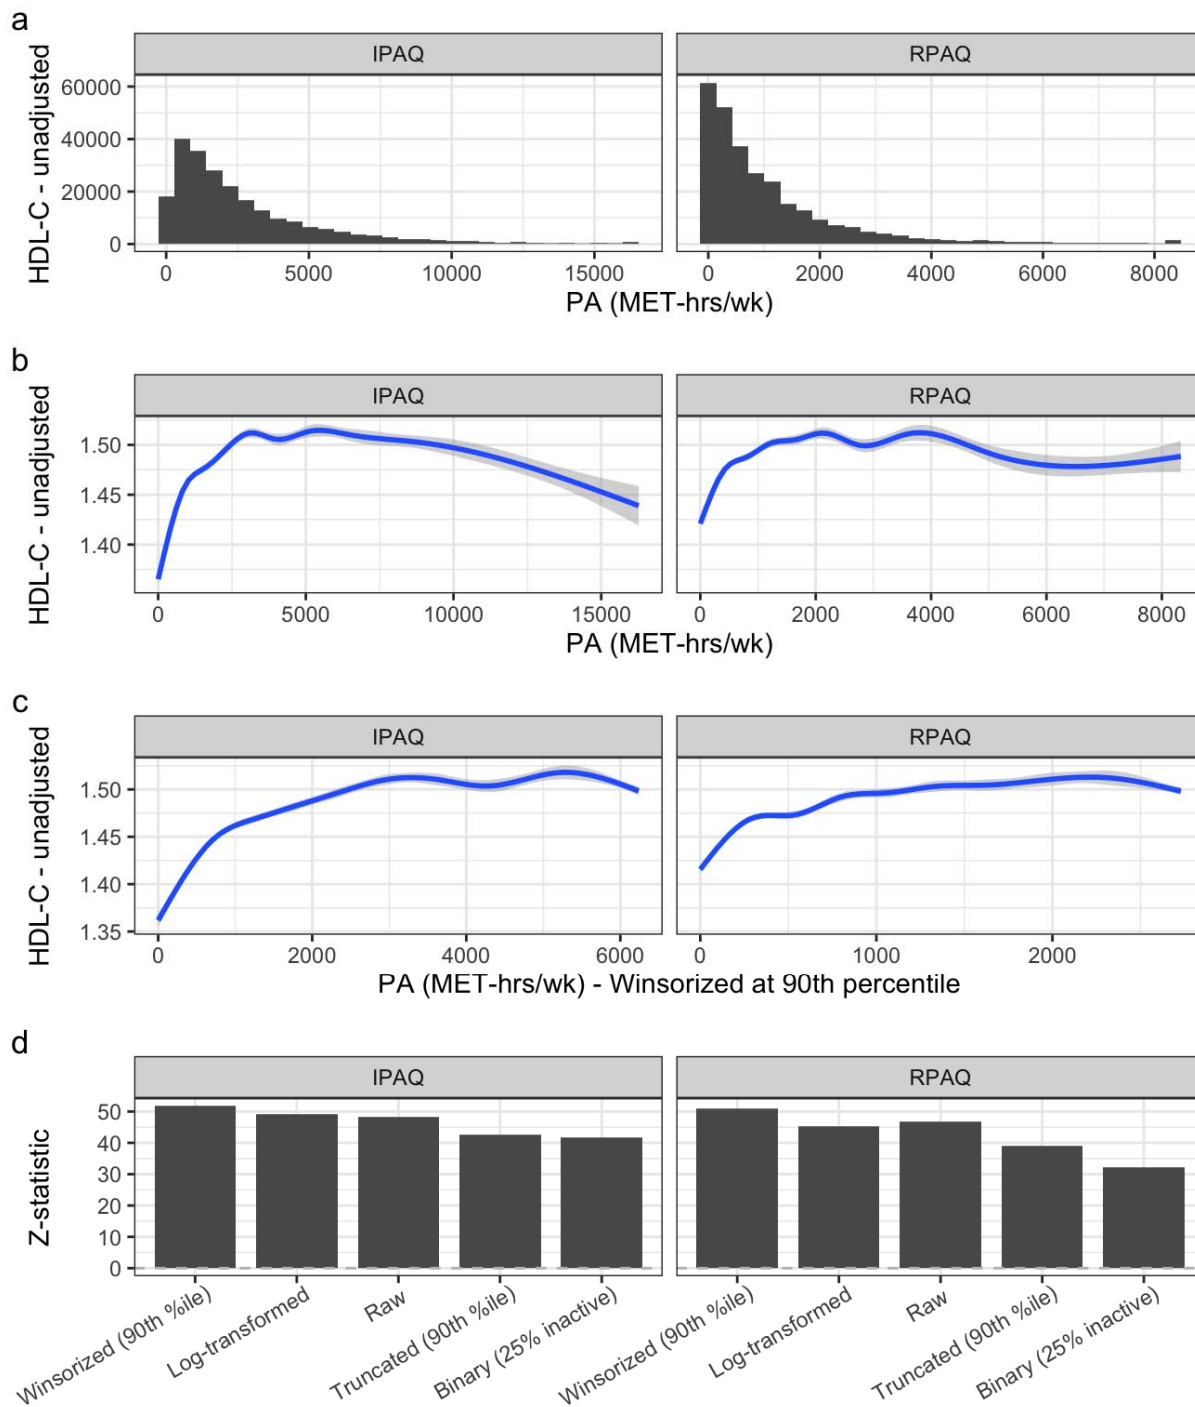 a
IPAQ
RPAQ
HDL-C - unadjusted
60000
40000
20000
0
0
5000
10000
15000
0
2000
4000
6000
8000
PA (MET-hrs/wk)
b
IPAQ
RPAQ
HDL-C - unadjusted
1.50
1.45
1.40
0
5000
10000
15000
0
2000
4000
6000
8000
PA (MET-hrs/wk)
c
IPAQ
RPAQ
HDL-C - unadjusted
1.50
1.45
1.40
1.35
0
2000
4000
6000
0
1000
2000
PA (MET-hrs/wk) - Winsorized at 90th percentile
d
IPAQ
RPAQ
Z-statistic
50
40
30
20
10
0
Winsorized (90th %ile)
Log-transformed
Raw
Truncated (90th %ile)
Binary (25% inactive)
Winsorized (90th %ile)
Log-transformed
Raw
Truncated (90th %ile)
Binary (25% inactive)